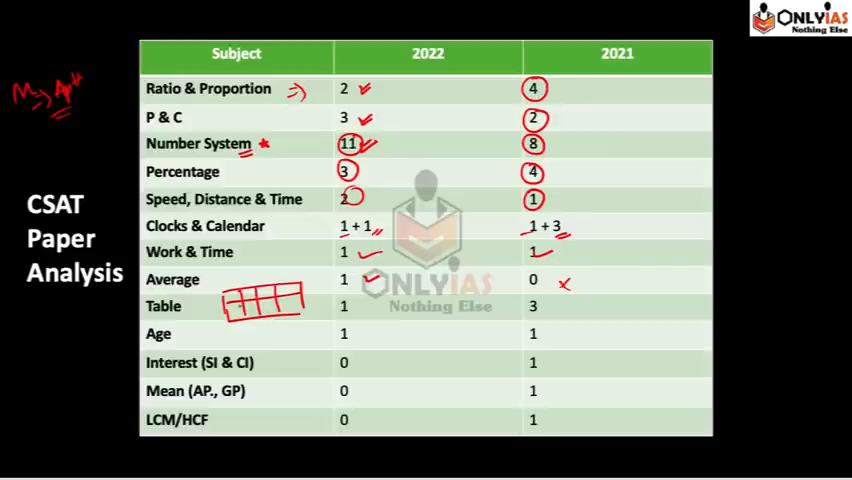 ONLYIAS
Nothing Else
Subject 2022 2021
Ratio & Proportion 2 4
P & C 3 2
Number System 11 8
Percentage 3 4
Speed, Distance & Time 2 1
Clocks & Calendar 1 + 1 1 + 3
Work & Time 1 1
Average 1 0
Table 1 3
Age 1 1
Interest (SI & CI) 0 1
Mean (AP., GP) 0 1
LCM/HCF 0 1
CSAT
Paper
Analysis
ONLYIAS
Nothing Else